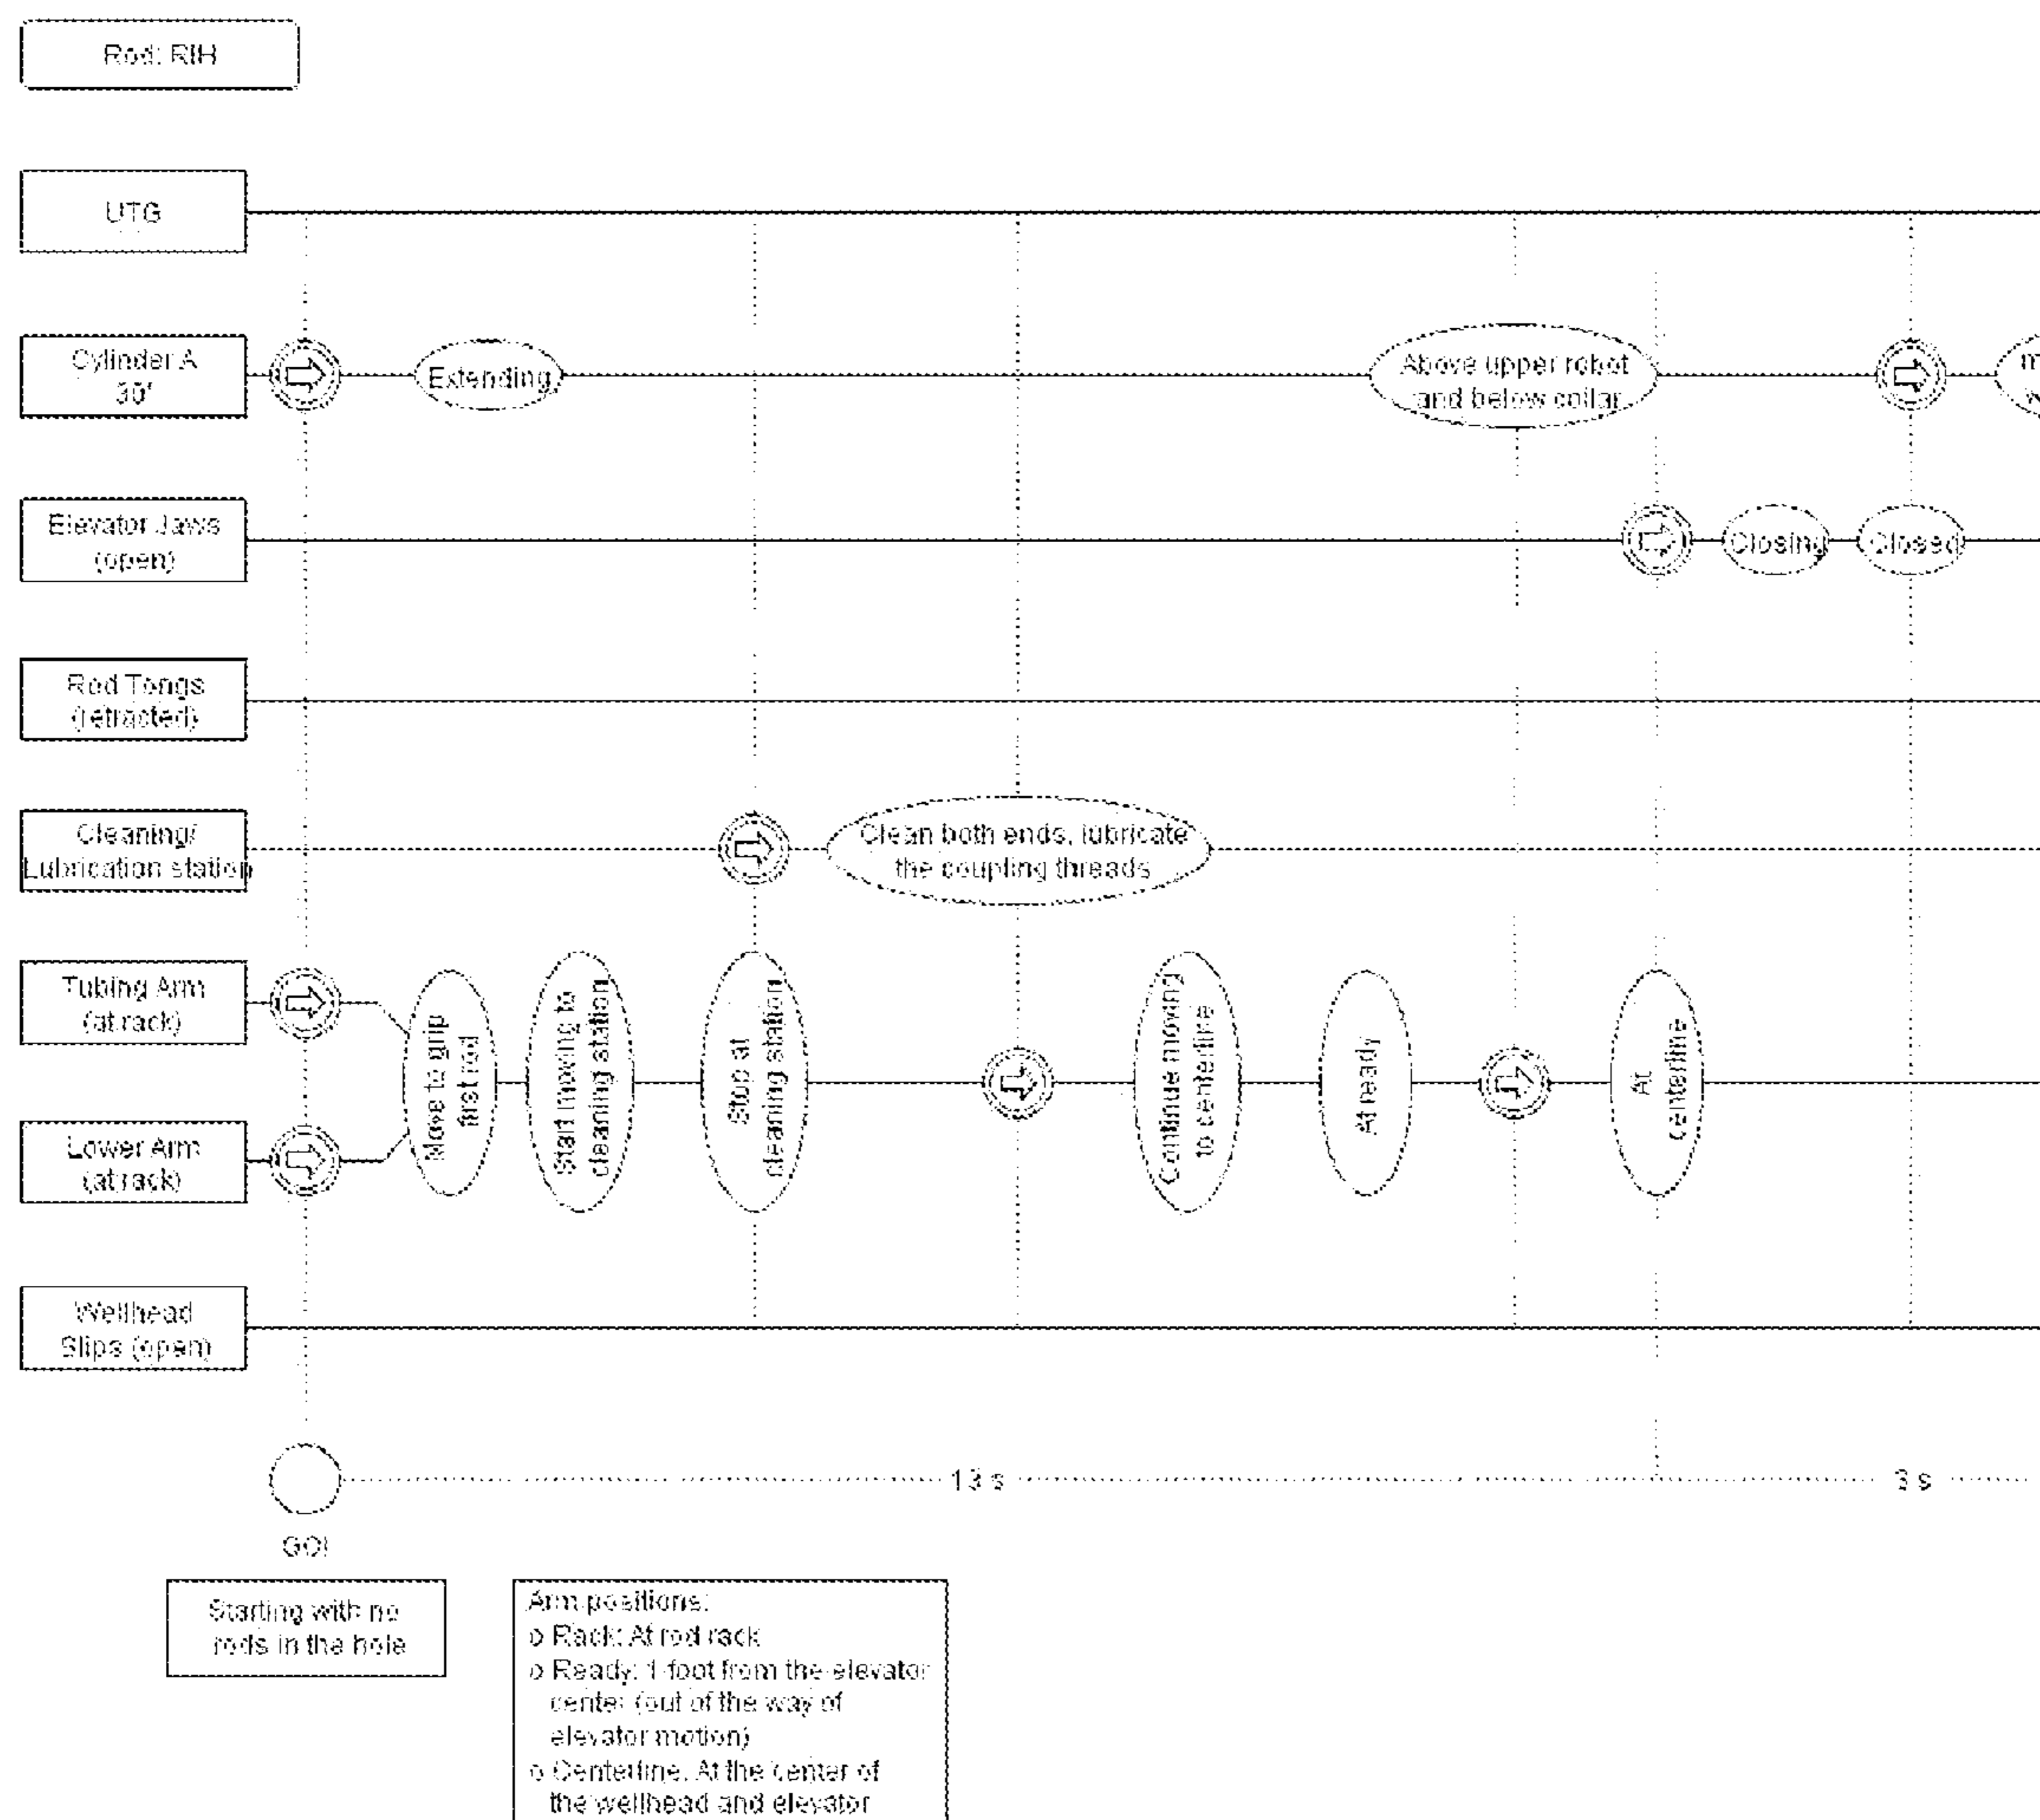 Rod: RIH
UTG
Cylinder A
30'
Extending
Above upper robot
and below collar
Elevator Jaws
(open)
Closing
Closed
Rod Tongs
(retracted)
Cleaning/
Lubrication station
Clean both ends, lubricate
the coupling threads
Tubing Arm
(at rack)
Lower Arm
(at rack)
Move to grip
first rod
Start moving to
cleaning station
Stop at
cleaning station
Continue moving
to centerline
At ready
At
centerline
Wellhead
Slips (open)
13 s
3 s
GO!
Starting with no
rods in the hole
Arm positions:
o Rack: At rod rack
o Ready: 1 foot from the elevator
center (out of the way of
elevator motion)
o Centerline: At the center of
the wellhead and elevator